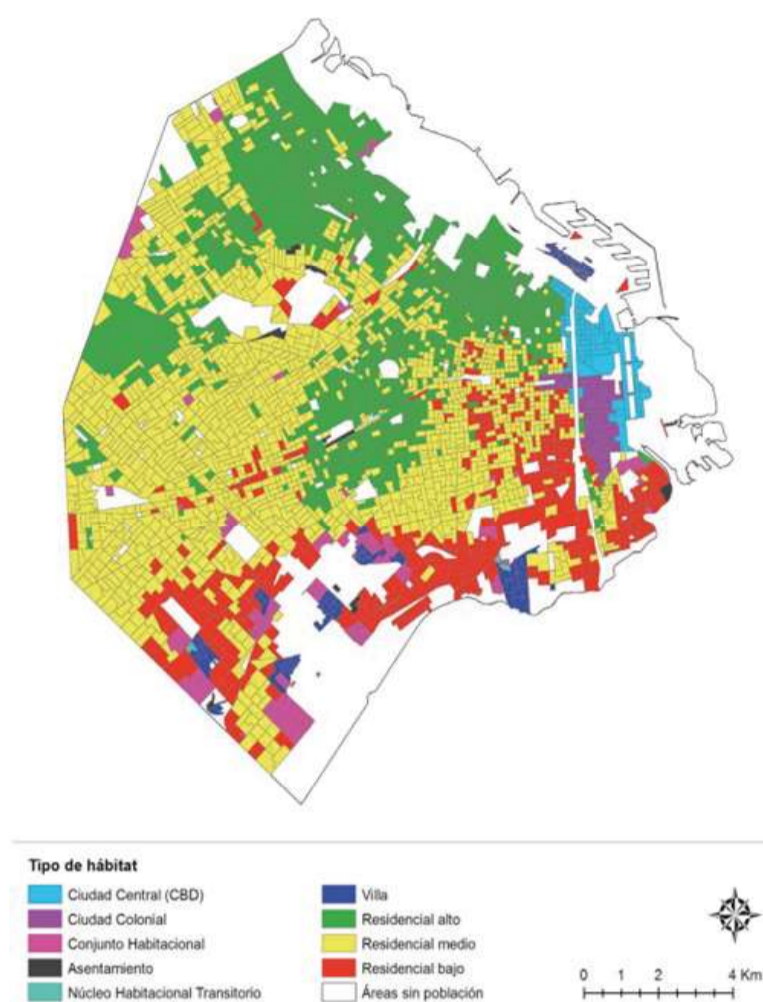 Tipo de hábitat
Ciudad Central (CBD)
Ciudad Colonial
Conjunto Habitacional
Asentamiento
Núcleo Habitacional Transitorio
Villa
Residencial alto
Residencial medio
Residencial bajo
Áreas sin población
0 1 2 4 Km